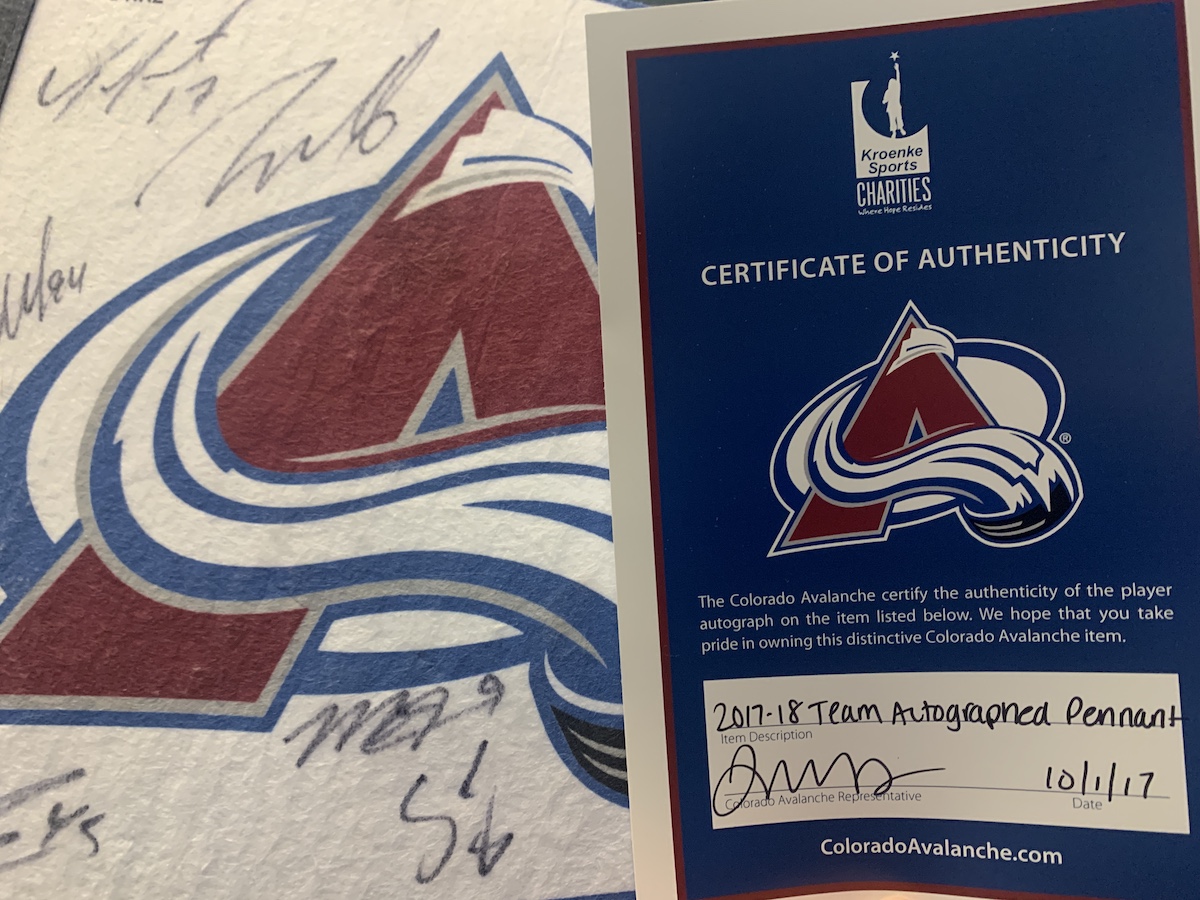 17
Kroenke
Sports
CHARITIES
Where Hope Resides
CERTIFICATE OF AUTHENTICITY
®
The Colorado Avalanche certify the authenticity of the player
autograph on the item listed below. We hope that you take
pride in owning this distinctive Colorado Avalanche item.
2017-18 Team Autographed Pennant
Item Description
10/1/17
Colorado Avalanche Representative
Date
ColoradoAvalanche.com
9